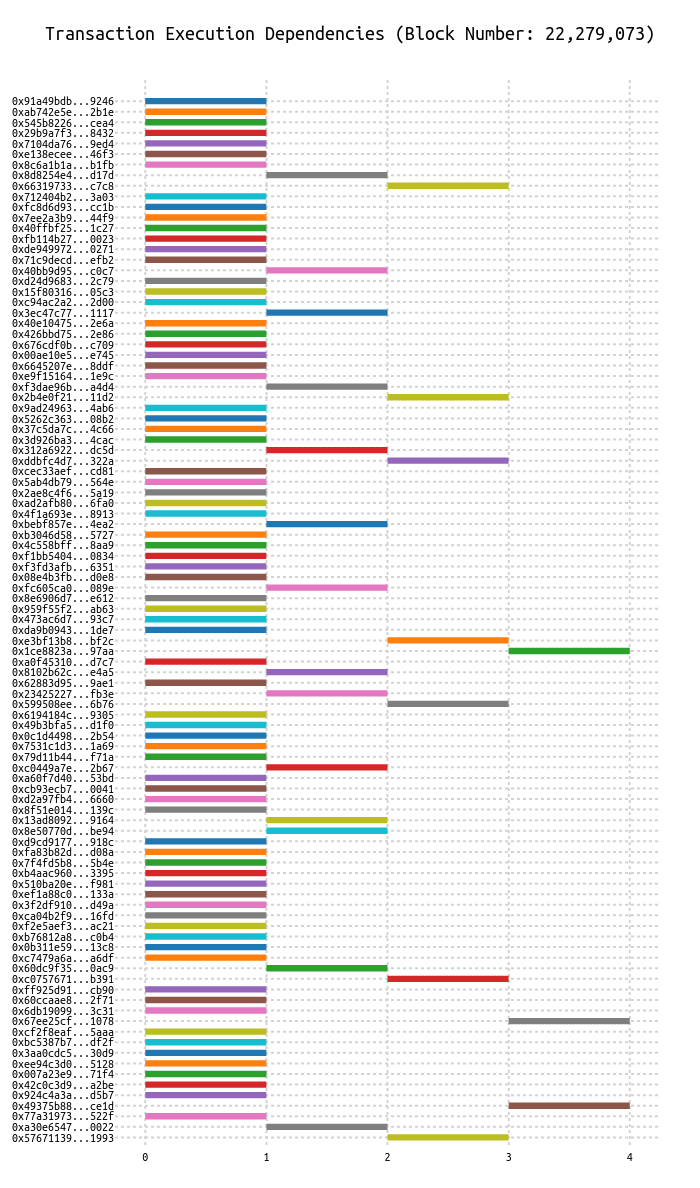 Transaction Execution Dependencies (Block Number: 22,279,073)
0x91a49bdb...9246
0xab742e5e...2b1e
0x545b8226...cea4
0x29b9a7f3...8432
0x7104da76...9ed4
0xe138ecee...46f3
0x8c6a1b1a...b1fb
0x8d8254e4...d17d
0x66319733...c7c8
0x712404b2...3a03
0xfc8d6d93...cc1b
0x7ee2a3b9...44f9
0x40ffbf25...1c27
0xfb114b27...0023
0xde949972...0271
0x71c9decd...efb2
0x40bb9d95...c0c7
0xd24d9683...2c79
0x15f80316...05c3
0xc94ac2a2...2d00
0x3ec47c77...1117
0x40e10475...2e6a
0x426bbd75...2e86
0x676cdf0b...c709
0x00ae10e5...e745
0x6645207e...8ddf
0xe9f15164...1e9c
0xf3dae96b...a4d4
0x2b4e0f21...11d2
0x9ad24963...4ab6
0x5262c363...08b2
0x37c5da7c...4c66
0x3d926ba3...4cac
0x312a6922...dc5d
0xddbfc4d7...322a
0xcec33aef...cd81
0x5ab4db79...564e
0x2ae8c4f6...5a19
0xad2afb80...6fa0
0x4f1a693e...8913
0xbebf857e...4ea2
0xb3046d58...5727
0x4c558bff...8aa9
0xf1bb5404...0834
0xf3fd3afb...6351
0x08e4b3fb...d0e8
0xfc605ca0...089e
0x8e6906d7...e612
0x959f55f2...ab63
0x473ac6d7...93c7
0xda9b0943...1de7
0xe3bf13b8...bf2c
0x1ce8823a...97aa
0xa0f45310...d7c7
0x8102b62c...e4a5
0x62883d95...9ae1
0x23425227...fb3e
0x599508ee...6b76
0x6194184c...9305
0x49b3bfa5...d1f0
0x0c1d4498...2b54
0x7531c1d3...1a69
0x79d11b44...f71a
0xc0449a7e...2b67
0xa60f7d40...53bd
0xcb93ecb7...0041
0xd2a97fb4...6660
0x8f51e014...139c
0x13ad8092...9164
0x8e50770d...be94
0xd9cd9177...918c
0xfa83b82d...d08a
0x7f4fd5b8...5b4e
0xb4aac960...3395
0x510ba20e...f981
0xef1a88c0...133a
0x3f2df910...d49a
0xca04b2f9...16fd
0xf2e5aef3...ac21
0xb76812a8...c0b4
0x0b311e59...13c8
0xc7479a6a...a6df
0x60dc9f35...0ac9
0xc0757671...b391
0xff925d91...cb90
0x60ccaae8...2f71
0x6db19099...3c31
0x67ee25cf...1078
0xcf2f8eaf...5aaa
0xbc5387b7...df2f
0x3aa0cdc5...30d9
0xee94c3d0...5128
0x007a23e9...71f4
0x42c0c3d9...a2be
0x924c4a3a...d5b7
0x49375b88...ce1d
0x77a31973...522f
0xa30e6547...0022
0x57671139...1993
0 1 2 3 4